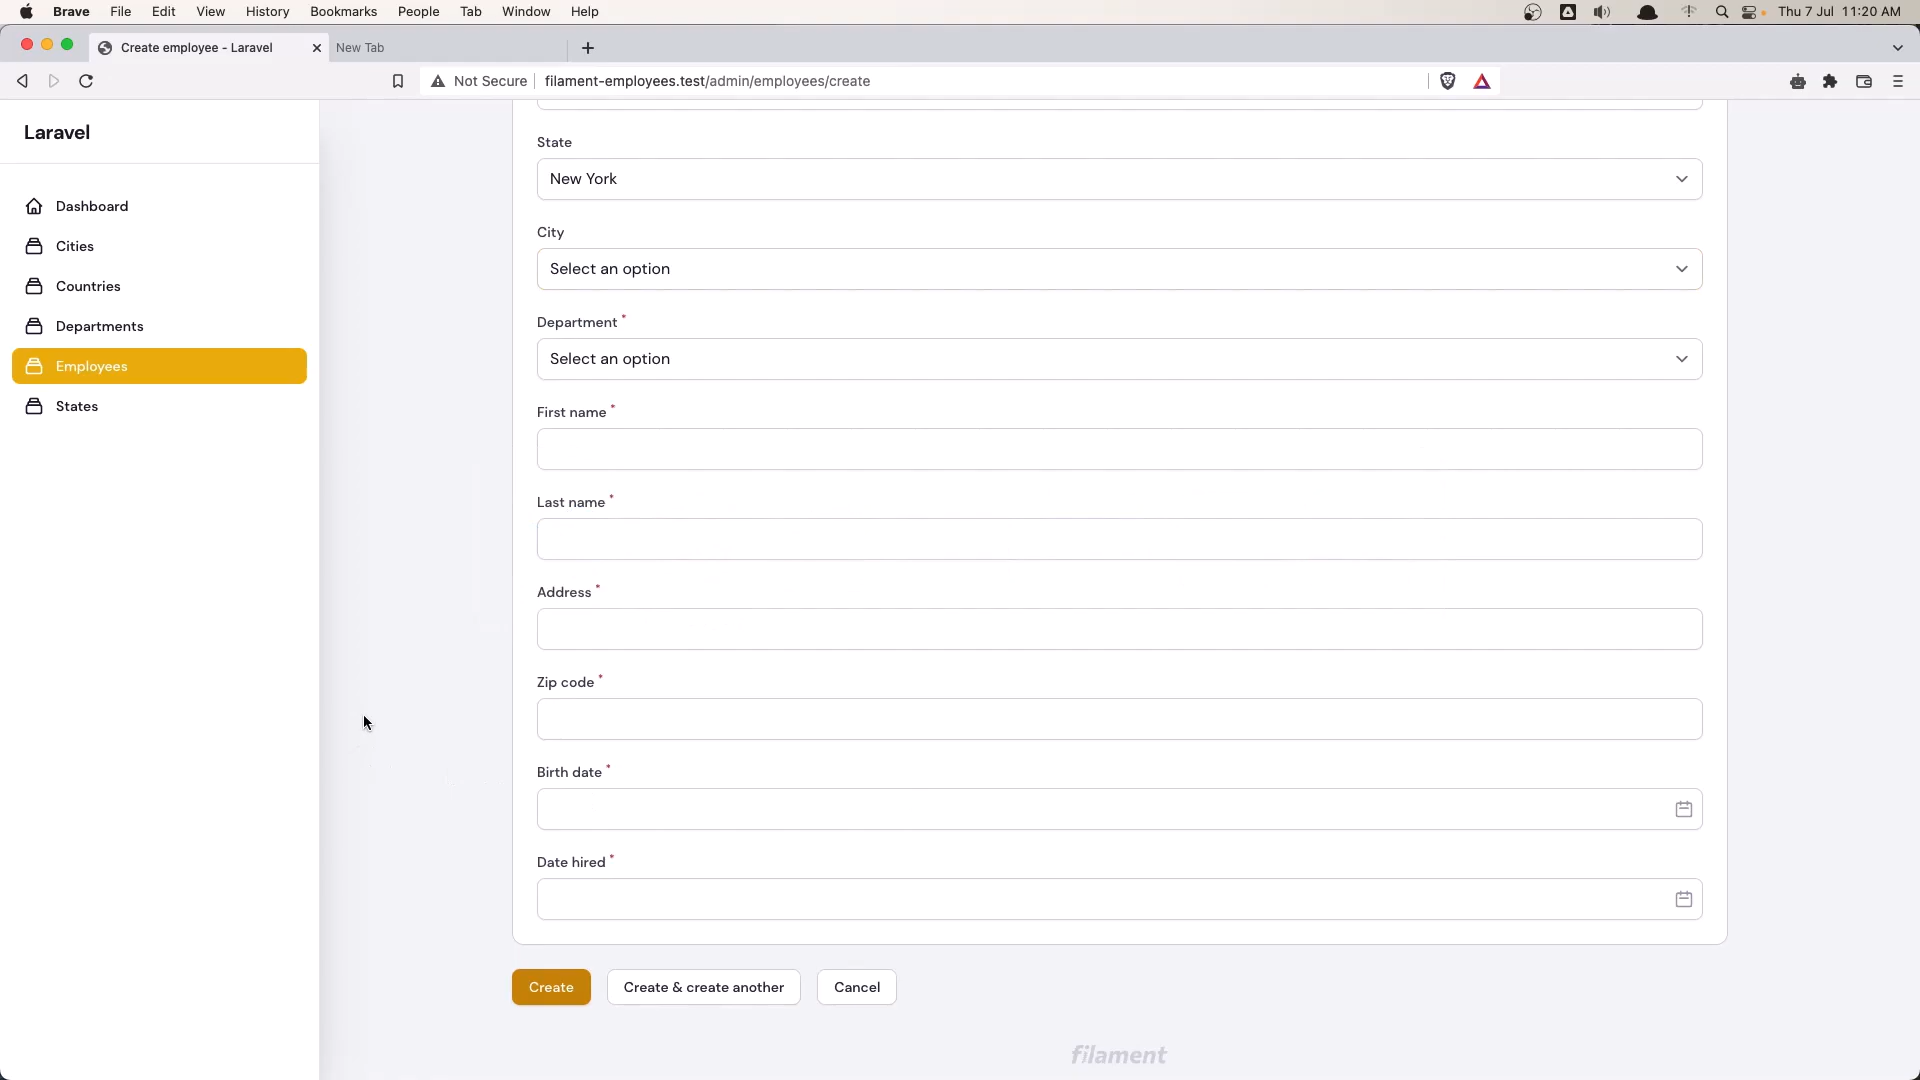 Brave File Edit View History Bookmarks People Tab Window Help Thu 7 Jul 11:20 AM
Create employee - Laravel New Tab
Not Secure filament-employees.test/admin/employees/create
Laravel
Dashboard
Cities
Countries
Departments
Employees
States
State
New York
City
Select an option
Department *
Select an option
First name *
Last name *
Address *
Zip code *
Birth date *
Date hired *
Create Create & create another Cancel
filament